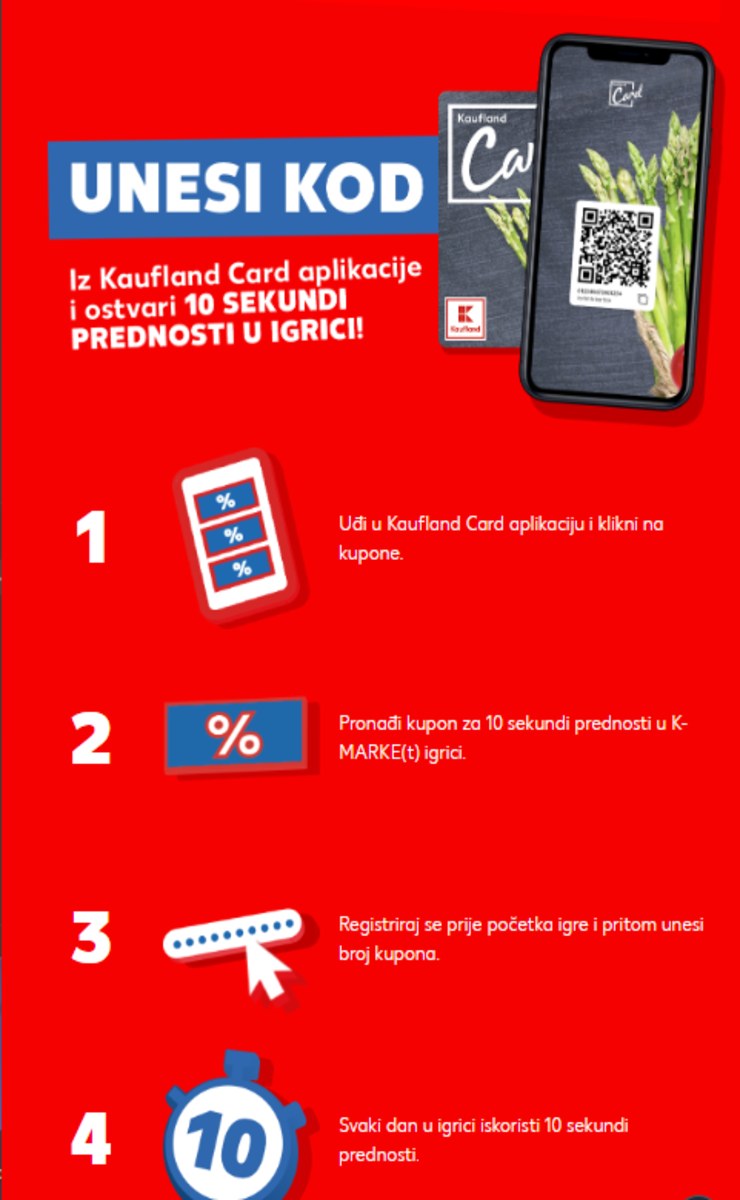 Card
Kaufland
UNESI KOD
Iz Kaufland Card aplikacije
i ostvari 10 SEKUNDI
PREDNOSTI U IGRICI!
Kaufland
1
%
%
%
Uđi u Kaufland Card aplikaciju i klikni na
kupone.
2
%
Pronađi kupon za 10 sekundi prednosti u K-
MARKE(t) igrici.
3
Registriraj se prije početka igre i pritom unesi
broj kupona.
4
10
Svaki dan u igrici iskoristi 10 sekundi
prednosti.